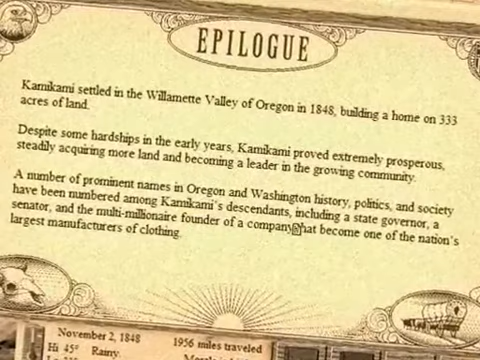 EPILOGUE
Kamikami settled in the Willamette Valley of Oregon in 1848, building a home on 333
acres of land.
Despite some hardships in the early years, Kamikami proved extremely prosperous,
steadily acquiring more land and becoming a leader in the growing community.
A number of prominent names in Oregon and Washington history, politics, and society
have been numbered among Kamikami's descendants, including a state governor, a
senator, and the multi-millionaire founder of a company that become one of the nation's
largest manufacturers of clothing.
November 2, 1848
1956 miles traveled
Hi 45° Rainy.